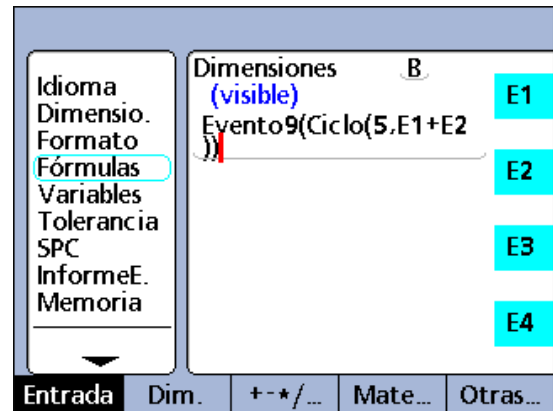 Idioma
Dimensio.
Formato
Fórmulas
Variables
Tolerancia
SPC
InformeE.
Memoria
Dimensiones B
(visible)
Evento9(Ciclo(5.E1+E2
))
E1
E2
E3
E4
Entrada Dim. +-*/... Mate... Otras...